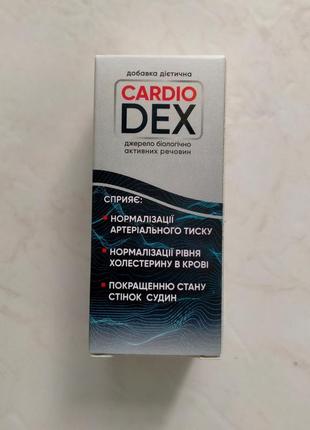 добавка дієтична
CARDIO
DEX
джерело біологічно
активних речовин
СПРИЯЄ:
НОРМАЛІЗАЦІЇ
АРТЕРІАЛЬНОГО ТИСКУ
НОРМАЛІЗАЦІЇ РІВНЯ
ХОЛЕСТЕРИНУ В КРОВІ
ПОКРАЩЕННЮ СТАНУ
СТІНОК СУДИН